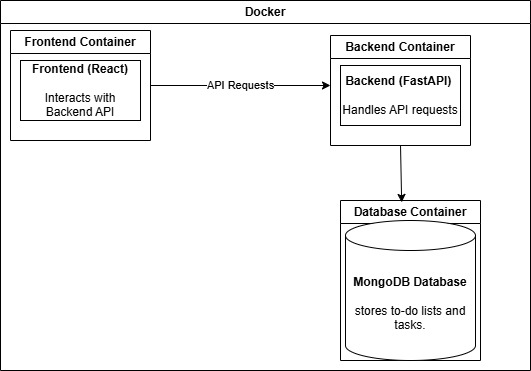 Docker
Frontend Container
Frontend (React)
Interacts with
Backend API
API Requests
Backend Container
Backend (FastAPI)
Handles API requests
Database Container
MongoDB Database
stores to-do lists and
tasks.